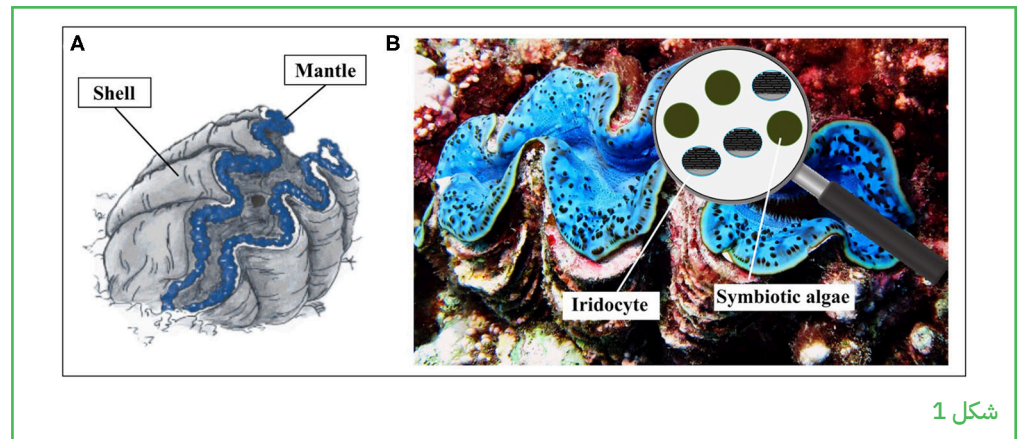 A
B
Shell
Mantle
Iridocyte
Symbiotic algae
شكل 1